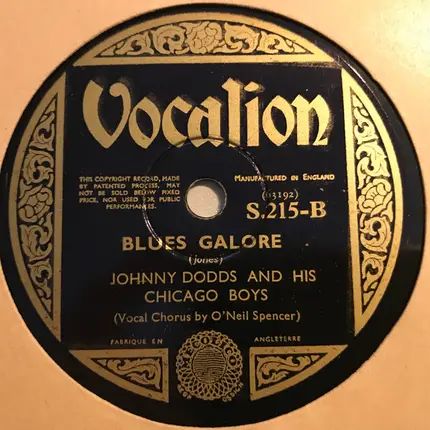 Vocalion
THIS COPYRIGHT RECORD, MADE
BY PATENTED PROCESS, MAY
NOT BE SOLD BELOW FIXED
PRICE, NOR USED FOR PUBLIC
PERFORMANCES.
MANUFACTURED IN ENGLAND
(63192)
S.215-B
BLUES GALORE
(Jones)
JOHNNY DODDS AND HIS
CHICAGO BOYS
(Vocal Chorus by O'Neil Spencer)
FABRIQUE EN
ANGLETERRE